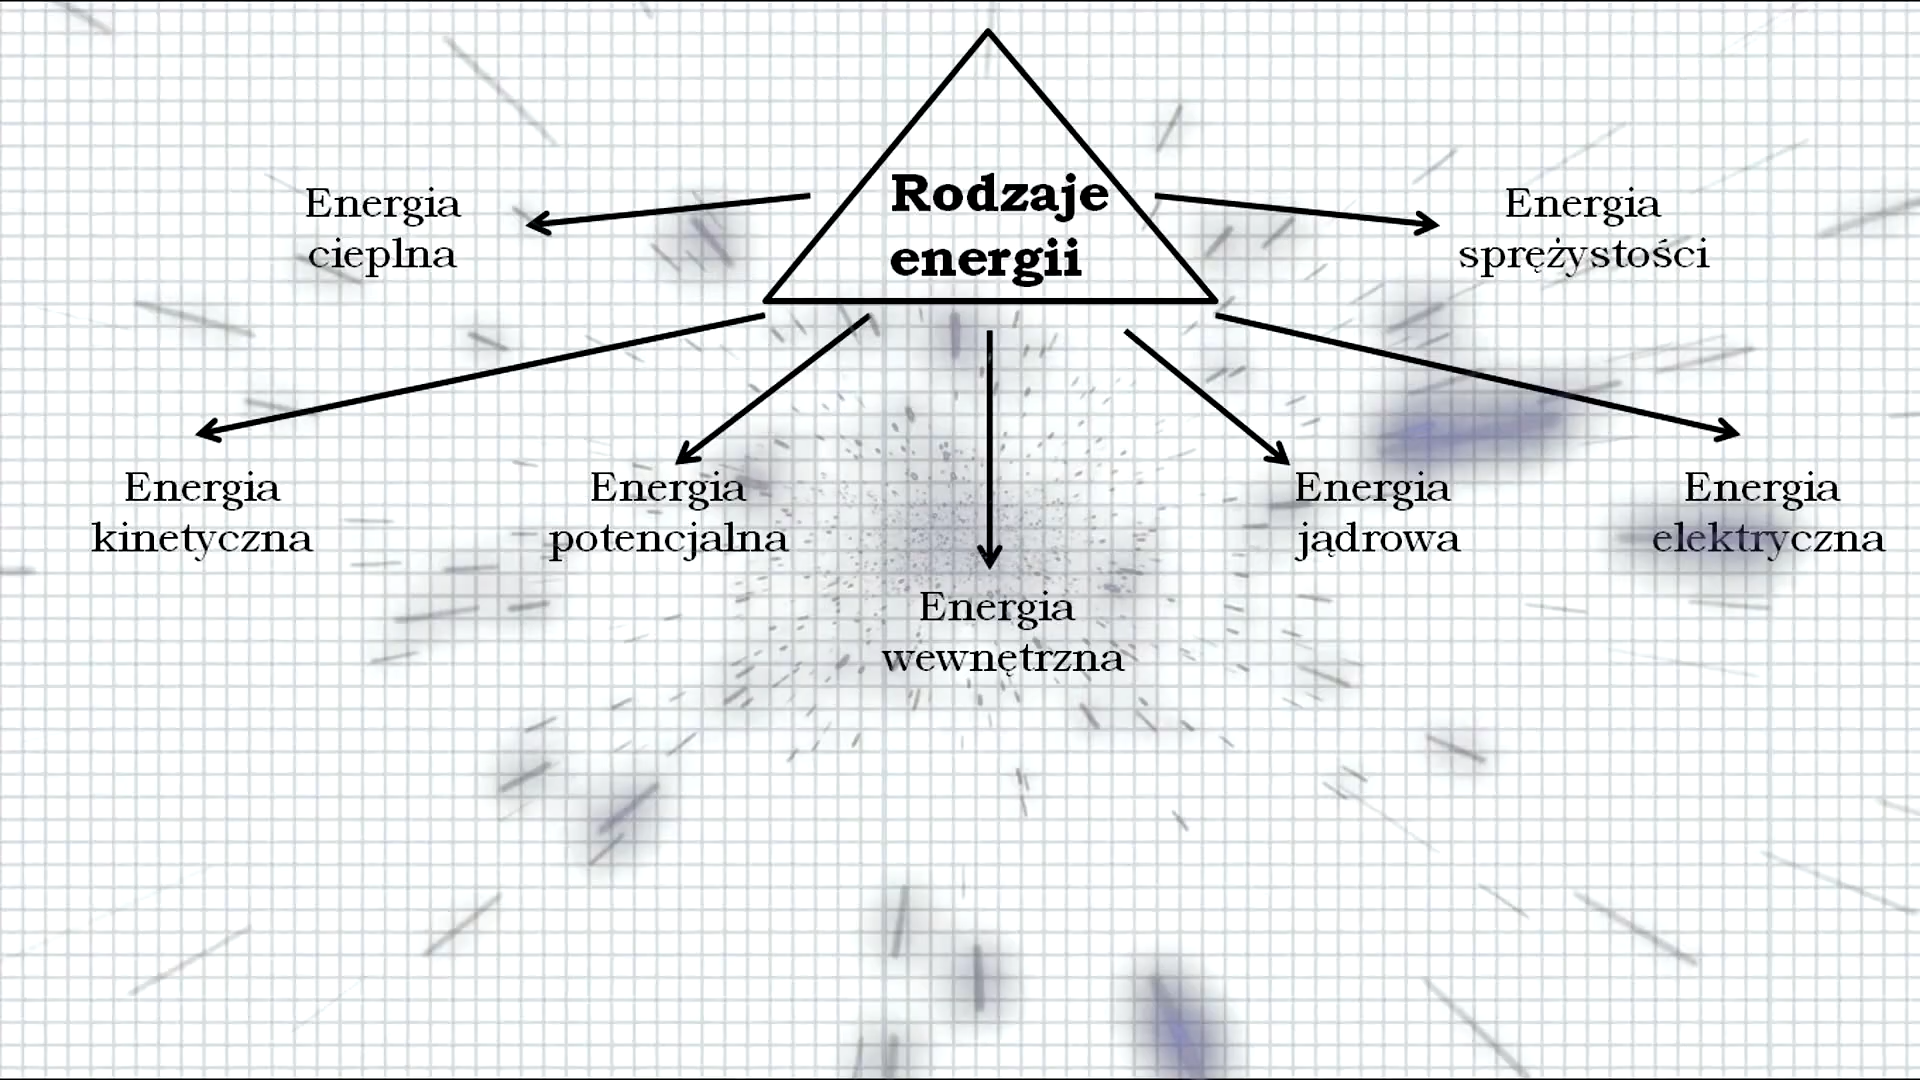 Rodzaje
energii
Energia
cieplna
Energia
sprężystości
Energia
kinetyczna
Energia
potencjalna
Energia
wewnętrzna
Energia
jądrowa
Energia
elektryczna